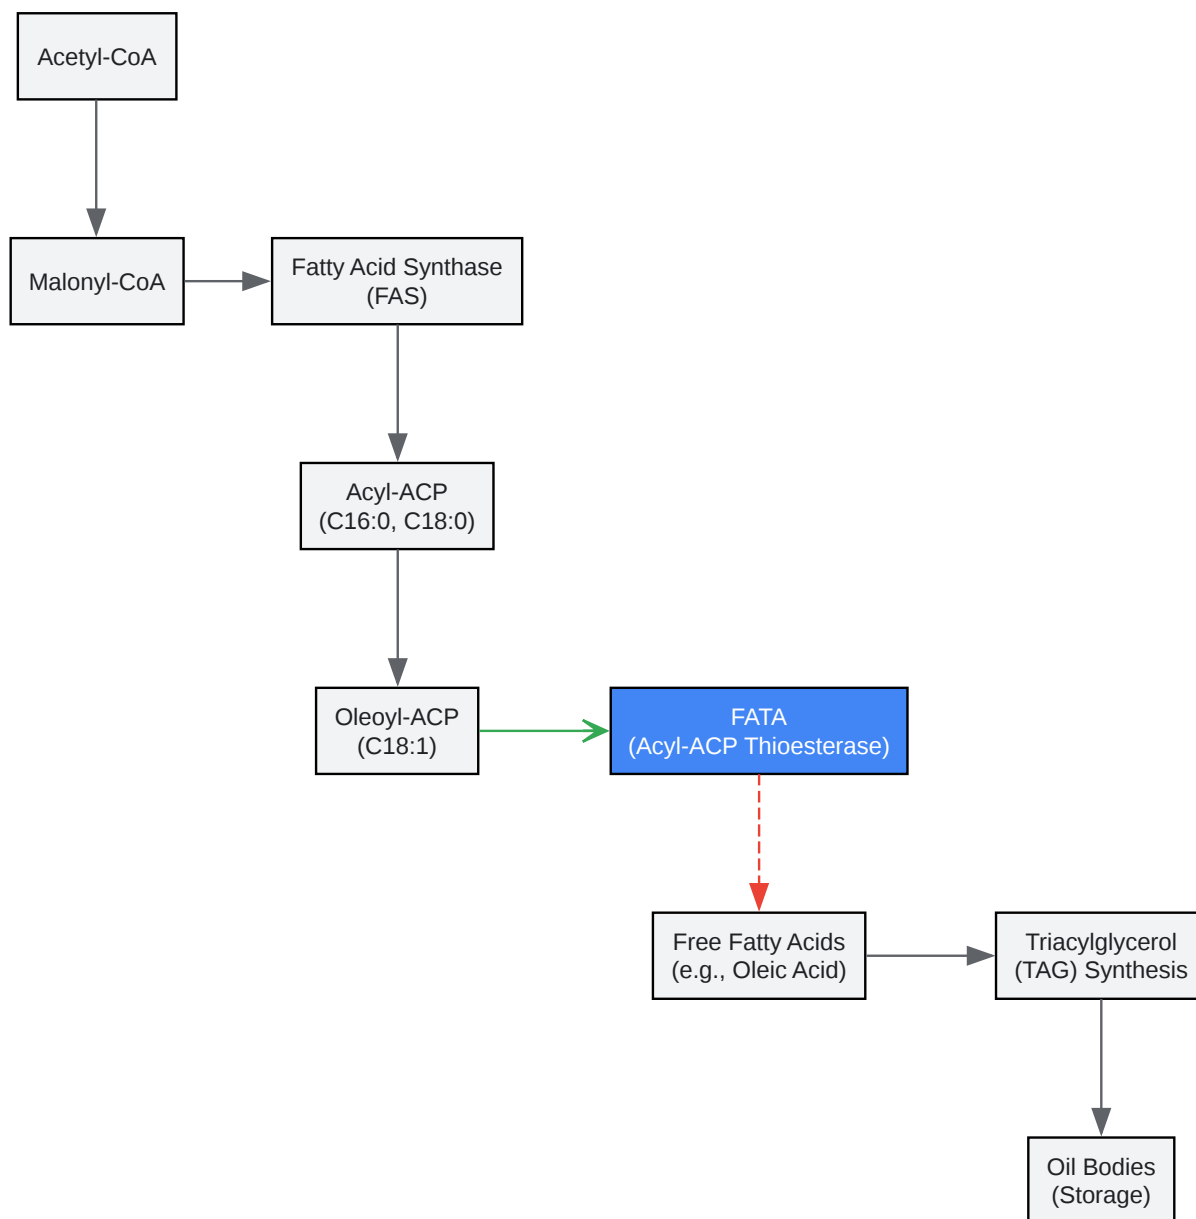 Acetyl-CoA
Malonyl-CoA
Fatty Acid Synthase
(FAS)
Acyl-ACP
(C16:0, C18:0)
Oleoyl-ACP
(C18:1)
FATA
(Acyl-ACP Thioesterase)
Free Fatty Acids
(e.g., Oleic Acid)
Triacylglycerol
(TAG) Synthesis
Oil Bodies
(Storage)